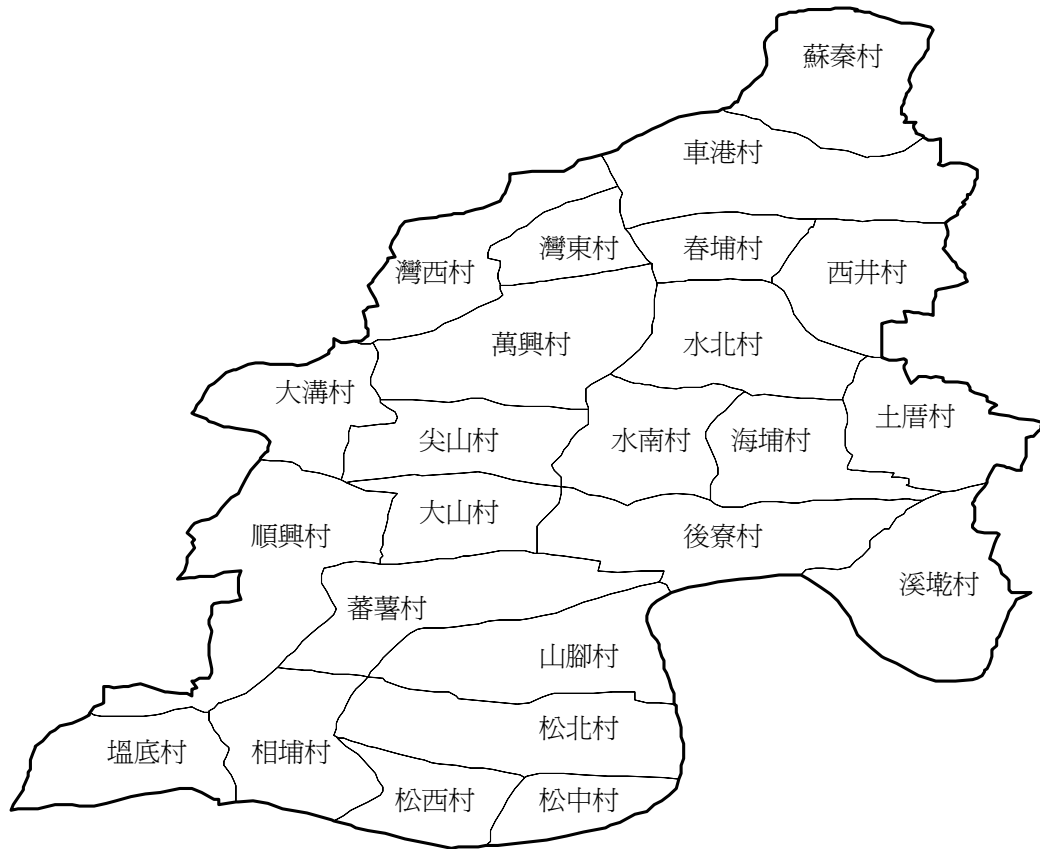 蘇秦村
車港村
灣東村
春埔村
灣西村
西井村
萬興村
水北村
大溝村
土厝村
尖山村
水南村
海埔村
大山村
順興村
後寮村
溪墘村
蕃薯村
山腳村
松北村
塭底村
相埔村
松西村
松中村